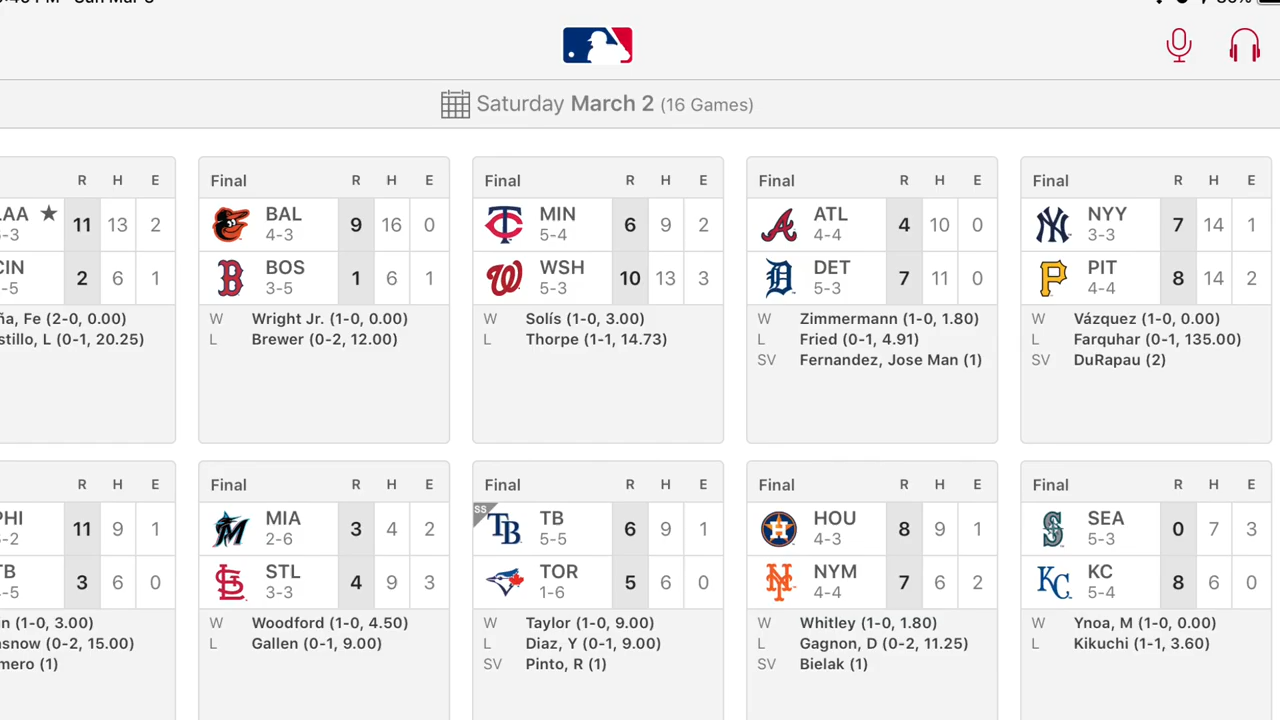 Saturday March 2 (16 Games)
R H E
AA ★ 11 13 2
-3
CIN 2 6 1
-5
ña, Fe (2-0, 0.00)
stillo, L (0-1, 20.25)
Final R H E
BAL 9 16 0
4-3
BOS 1 6 1
3-5
W Wright Jr. (1-0, 0.00)
L Brewer (0-2, 12.00)
Final R H E
MIN 6 9 2
5-4
WSH 10 13 3
5-3
W Solís (1-0, 3.00)
L Thorpe (1-1, 14.73)
Final R H E
ATL 4 10 0
4-4
DET 7 11 0
5-3
W Zimmermann (1-0, 1.80)
L Fried (0-1, 4.91)
SV Fernandez, Jose Man (1)
Final R H E
NYY 7 14 1
3-3
PIT 8 14 2
4-4
W Vázquez (1-0, 0.00)
L Farquhar (0-1, 135.00)
SV DuRapau (2)
R H E
PHI 11 9 1
-2
TB 3 6 0
-5
n (1-0, 3.00)
asnow (0-2, 15.00)
mero (1)
Final R H E
MIA 3 4 2
2-6
STL 4 9 3
3-3
W Woodford (1-0, 4.50)
L Gallen (0-1, 9.00)
Final R H E
SS
TB 6 9 1
5-5
TOR 5 6 0
1-6
W Taylor (1-0, 9.00)
L Diaz, Y (0-1, 9.00)
SV Pinto, R (1)
Final R H E
HOU 8 9 1
4-3
NYM 7 6 2
4-4
W Whitley (1-0, 1.80)
L Gagnon, D (0-2, 11.25)
SV Bielak (1)
Final R H E
SEA 0 7 3
5-3
KC 8 6 0
5-4
W Ynoa, M (1-0, 0.00)
L Kikuchi (1-1, 3.60)